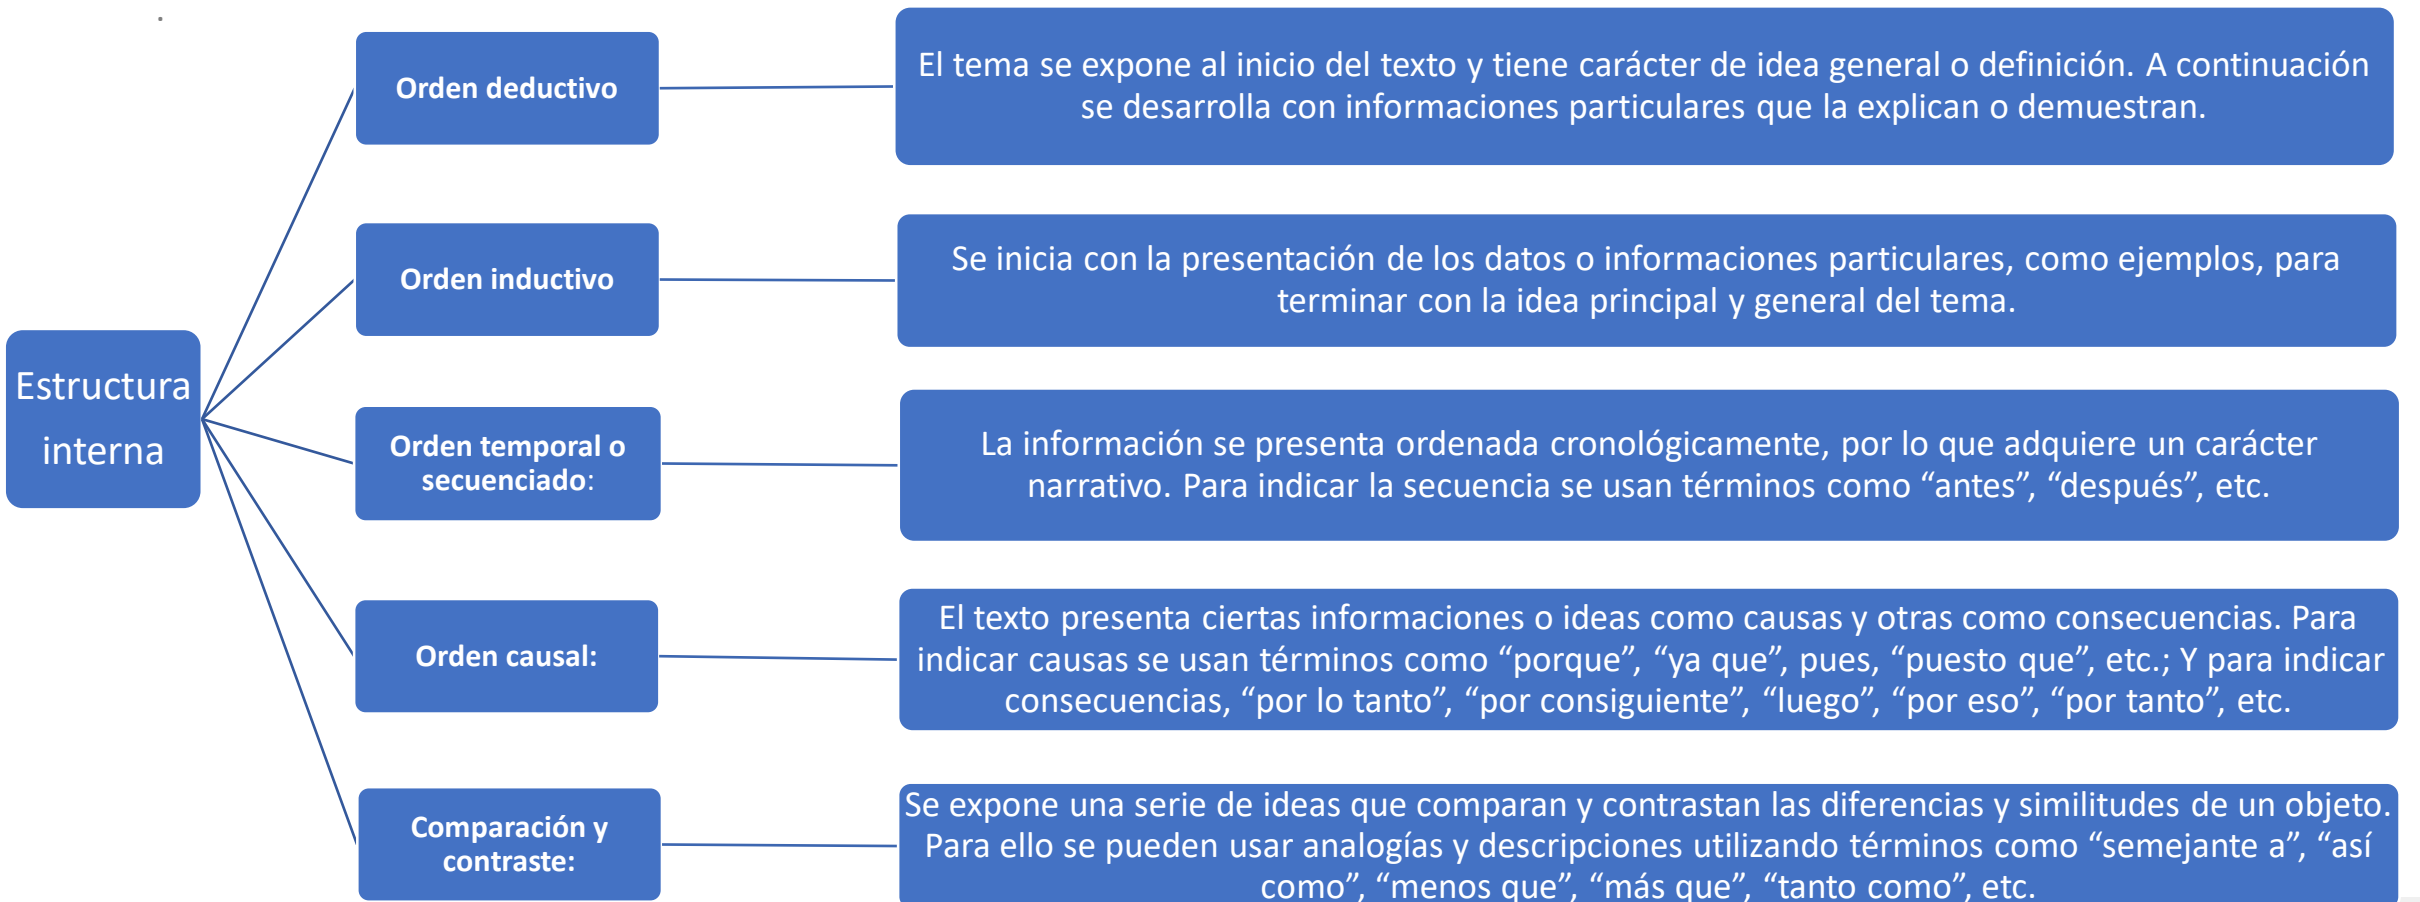 Estructura
interna
Orden deductivo
El tema se expone al inicio del texto y tiene carácter de idea general o definición. A continuación
se desarrolla con informaciones particulares que la explican o demuestran.
Orden inductivo
Se inicia con la presentación de los datos o informaciones particulares, como ejemplos, para
terminar con la idea principal y general del tema.
Orden temporal o
secuenciado:
La información se presenta ordenada cronológicamente, por lo que adquiere un carácter
narrativo. Para indicar la secuencia se usan términos como “antes”, “después”, etc.
Orden causal:
El texto presenta ciertas informaciones o ideas como causas y otras como consecuencias. Para
indicar causas se usan términos como “porque”, “ya que”, pues, “puesto que”, etc.; Y para indicar
consecuencias, “por lo tanto”, “por consiguiente”, “luego”, “por eso”, “por tanto”, etc.
Comparación y
contraste:
Se expone una serie de ideas que comparan y contrastan las diferencias y similitudes de un objeto.
Para ello se pueden usar analogías y descripciones utilizando términos como “semejante a”, “así
como”, “menos que”, “más que”, “tanto como”, etc.